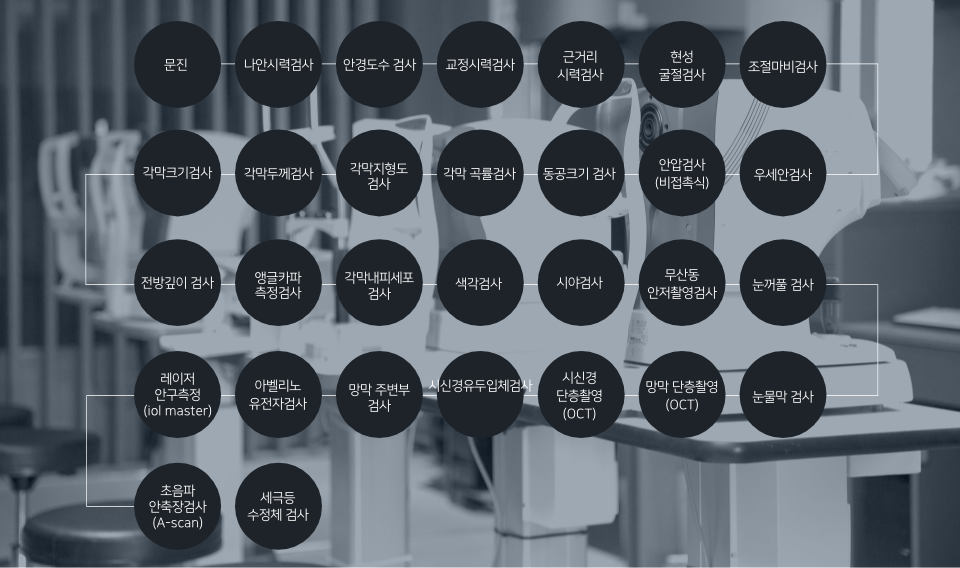 문진
나안시력검사
안경도수 검사
교정시력검사
근거리
시력검사
현성
굴절검사
조절마비검사
각막크기검사
각막두께검사
각막지형도
검사
각막 곡률검사
동공크기 검사
안압검사
(비접촉식)
우세안검사
전방깊이 검사
앵글카파
측정검사
각막내피세포
검사
색각검사
시야검사
무산동
안저촬영검사
눈꺼풀 검사
레이저
안구측정
(iol master)
아벨리노
유전자검사
망막 주변부
검사
시신경유두입체검사
시신경
단층촬영
(OCT)
망막 단층촬영
(OCT)
눈물막 검사
초음파
안축장검사
(A-scan)
세극등
수정체 검사